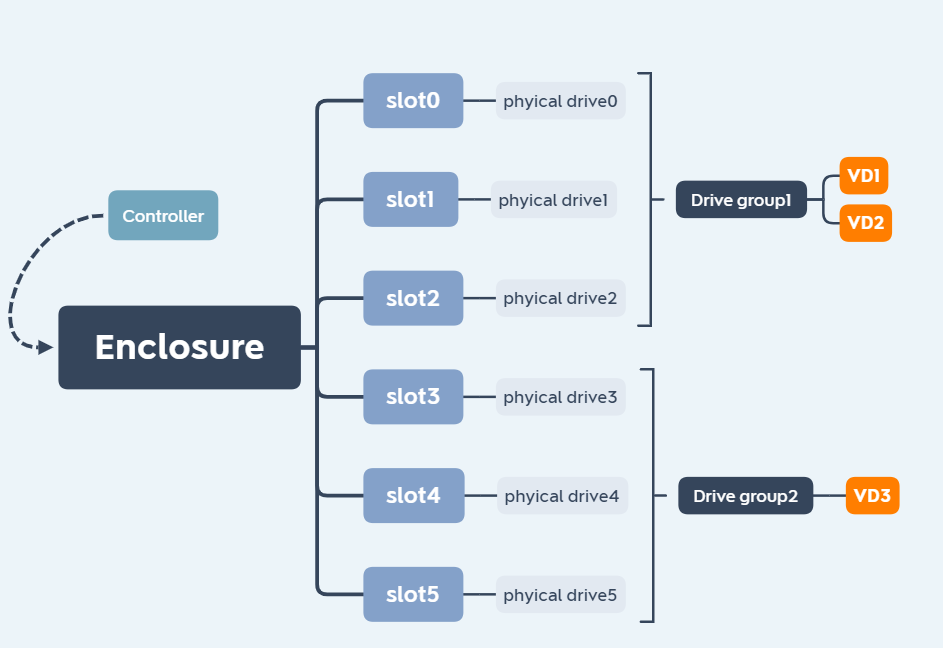 Controller
Enclosure
slot0
phyical drive0
slot1
phyical drive1
slot2
phyical drive2
Drive group1
VD1
VD2
slot3
phyical drive3
slot4
phyical drive4
slot5
phyical drive5
Drive group2
VD3